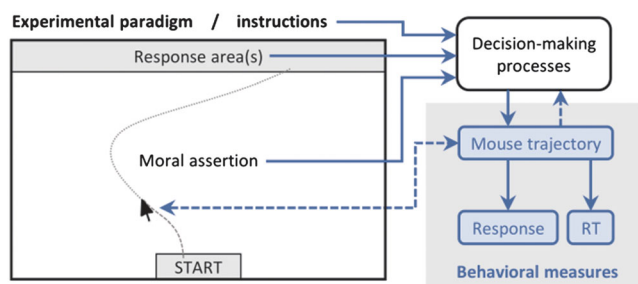 Experimental paradigm / instructions
Response area(s)
Moral assertion
START
Decision-making
processes
Mouse trajectory
Response
RT
Behavioral measures